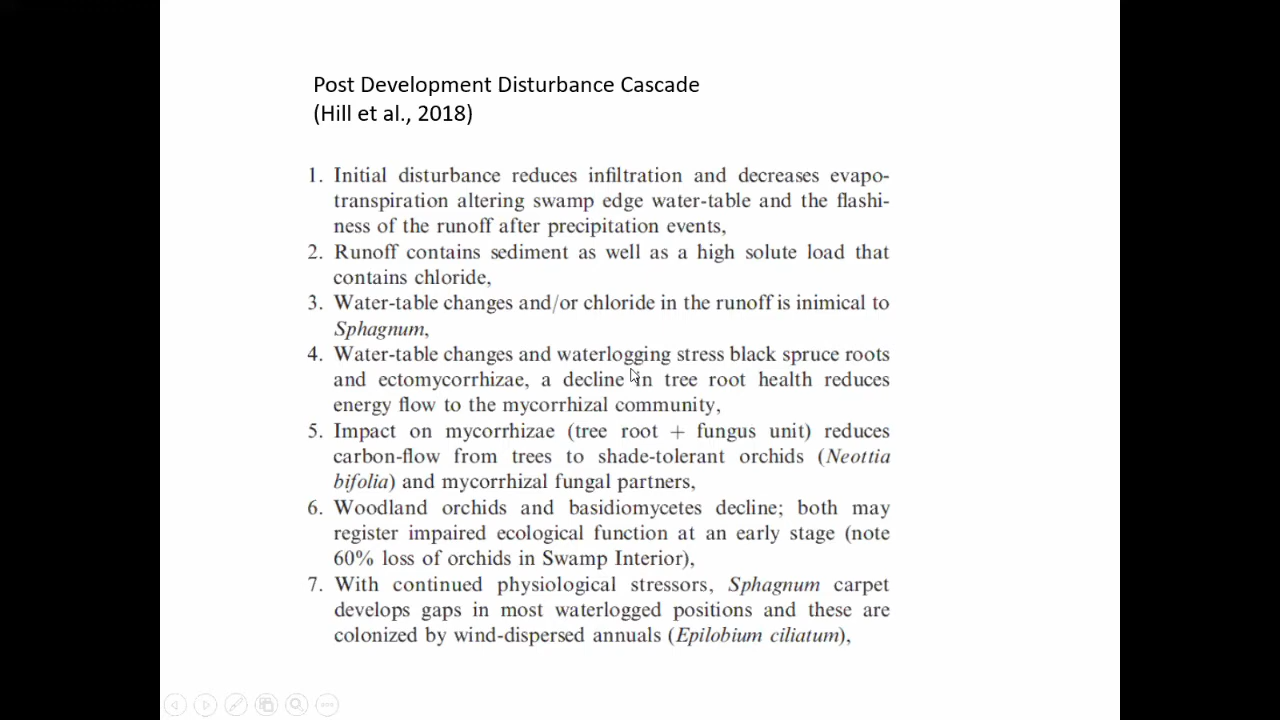 Post Development Disturbance Cascade
(Hill et al., 2018)
1. Initial disturbance reduces infiltration and decreases evapo-
transpiration altering swamp edge water-table and the flashi-
ness of the runoff after precipitation events,
2. Runoff contains sediment as well as a high solute load that
contains chloride,
3. Water-table changes and/or chloride in the runoff is inimical to
Sphagnum,
4. Water-table changes and waterlogging stress black spruce roots
and ectomycorrhizae, a decline in tree root health reduces
energy flow to the mycorrhizal community,
5. Impact on mycorrhizae (tree root + fungus unit) reduces
carbon-flow from trees to shade-tolerant orchids (Neottia
bifolia) and mycorrhizal fungal partners,
6. Woodland orchids and basidiomycetes decline; both may
register impaired ecological function at an early stage (note
60% loss of orchids in Swamp Interior),
7. With continued physiological stressors, Sphagnum carpet
develops gaps in most waterlogged positions and these are
colonized by wind-dispersed annuals (Epilobium ciliatum),